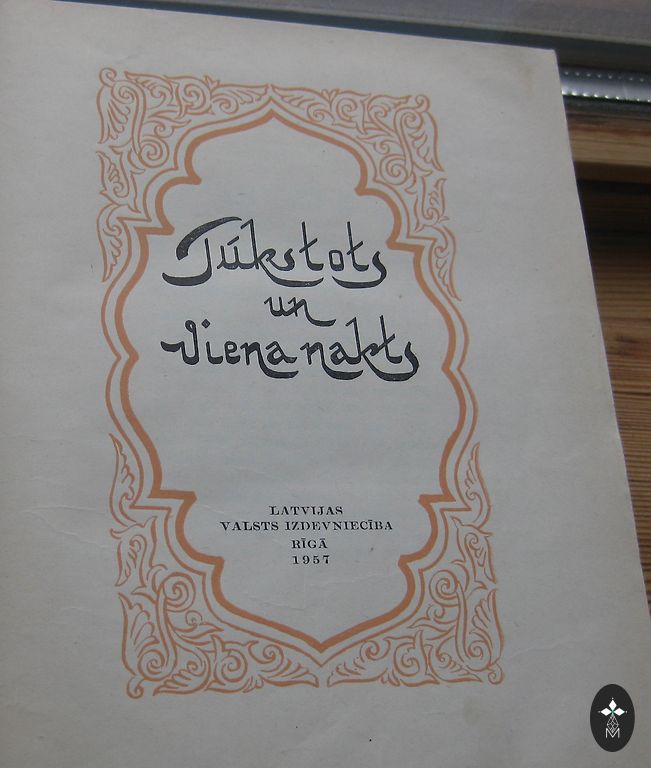 Tūkstots
un
viena nakts
LATVIJAS
VALSTS IZDEVNIECĪBA
RĪGĀ
1957
M